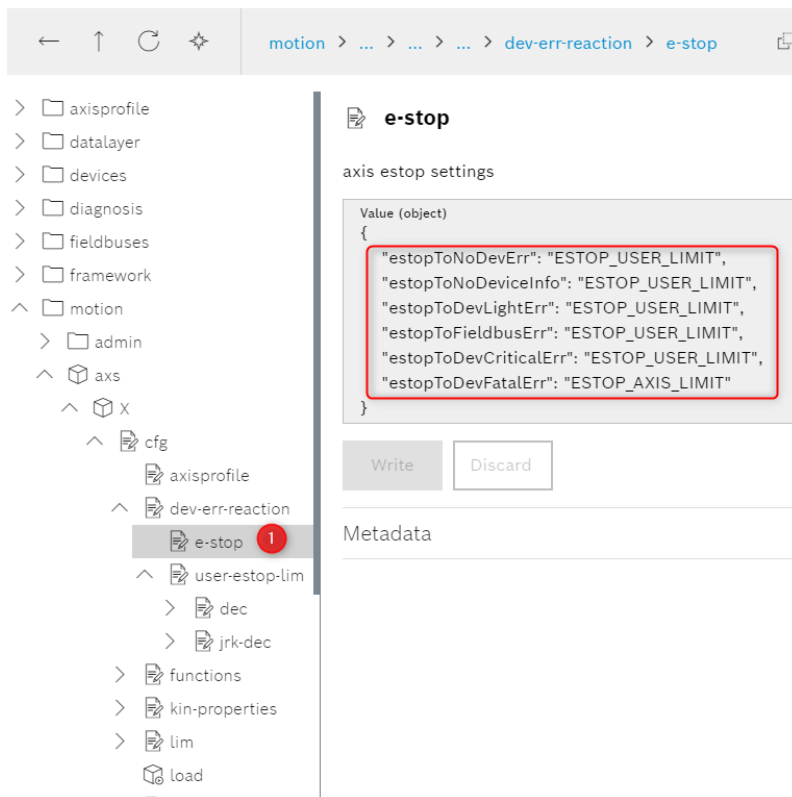 motion > ... > ... > ... > dev-err-reaction > e-stop
axisprofile
datalayer
devices
diagnosis
fieldbuses
framework
motion
admin
axs
X
cfg
axisprofile
dev-err-reaction
e-stop 1
user-estop-lim
dec
jrk-dec
functions
kin-properties
lim
load
e-stop
axis estop settings
Value (object)
{
"estopToNoDevErr": "ESTOP_USER_LIMIT",
"estopToNoDeviceInfo": "ESTOP_USER_LIMIT",
"estopToDevLightErr": "ESTOP_USER_LIMIT",
"estopToFieldbusErr": "ESTOP_USER_LIMIT",
"estopToDevCriticalErr": "ESTOP_USER_LIMIT",
"estopToDevFatalErr": "ESTOP_AXIS_LIMIT"
}
Write Discard
Metadata